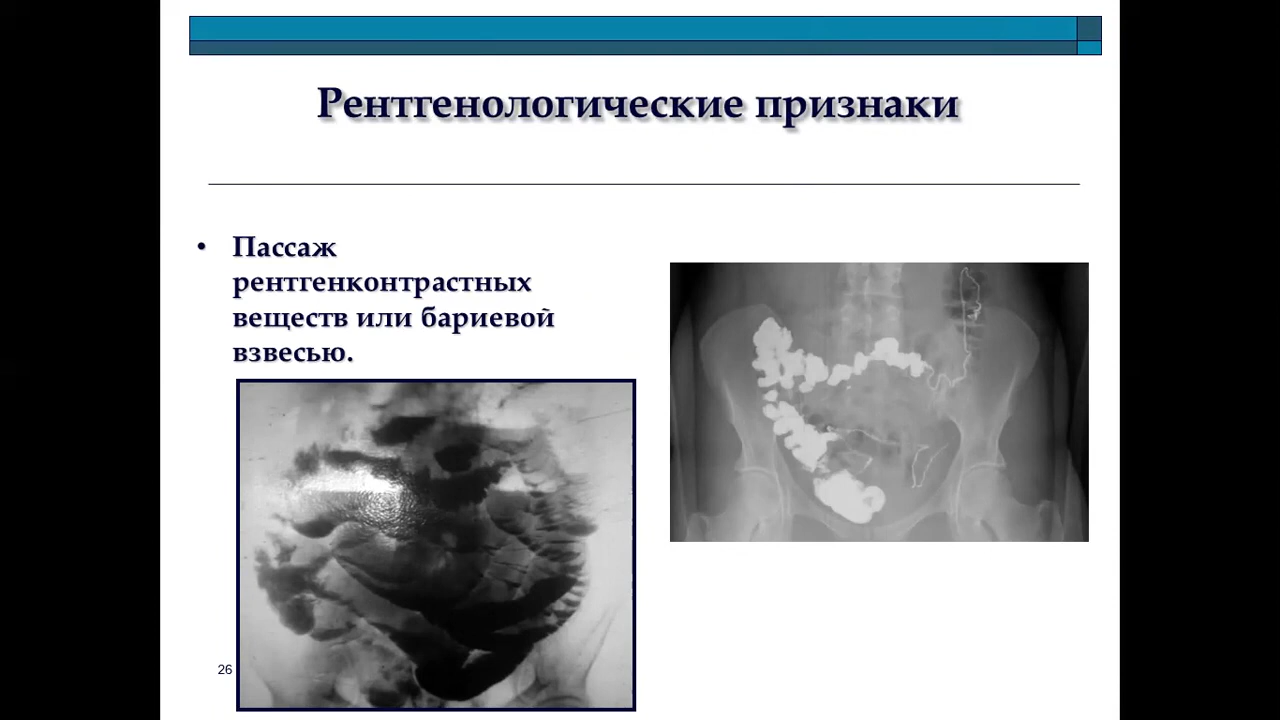 Рентгенологические признаки
• Пассаж
рентгенконтрастных
веществ или бариевой
взвесью.
26